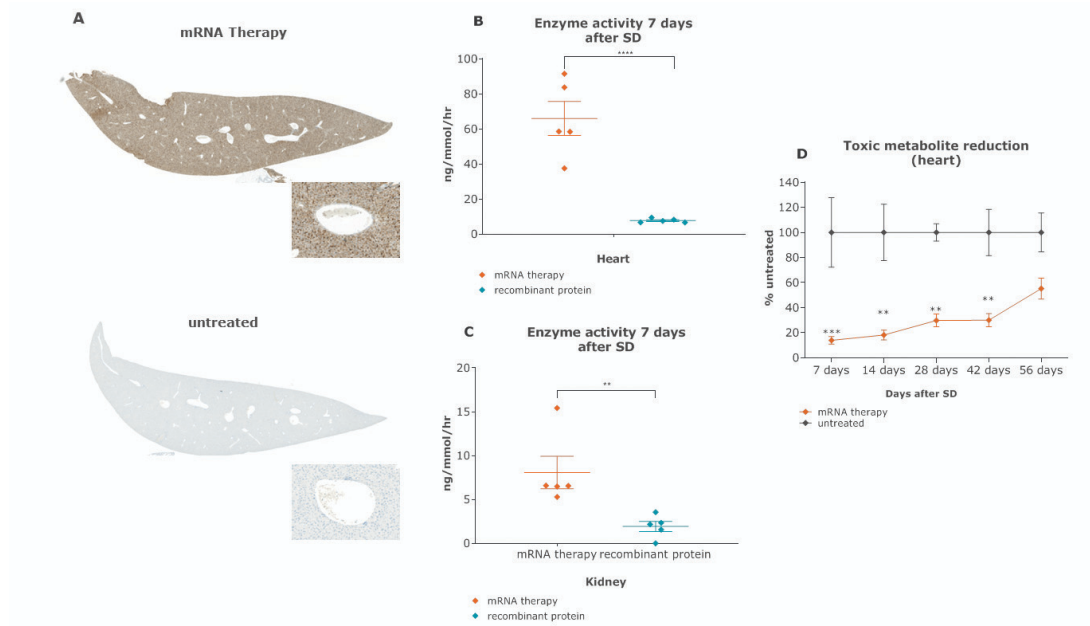 A
mRNA Therapy
untreated
B
Enzyme activity 7 days
after SD
****
100
80
60
40
20
0
ng/mmol/hr
Heart
mRNA therapy
recombinant protein
C
Enzyme activity 7 days
after SD
**
20
15
10
5
0
ng/mmol/hr
mRNA therapy recombinant protein
Kidney
mRNA therapy
recombinant protein
D
Toxic metabolite reduction
(heart)
140
120
100
80
60
40
20
0
% untreated
***
**
**
**
7 days 14 days 28 days 42 days 56 days
Days after SD
mRNA therapy
untreated